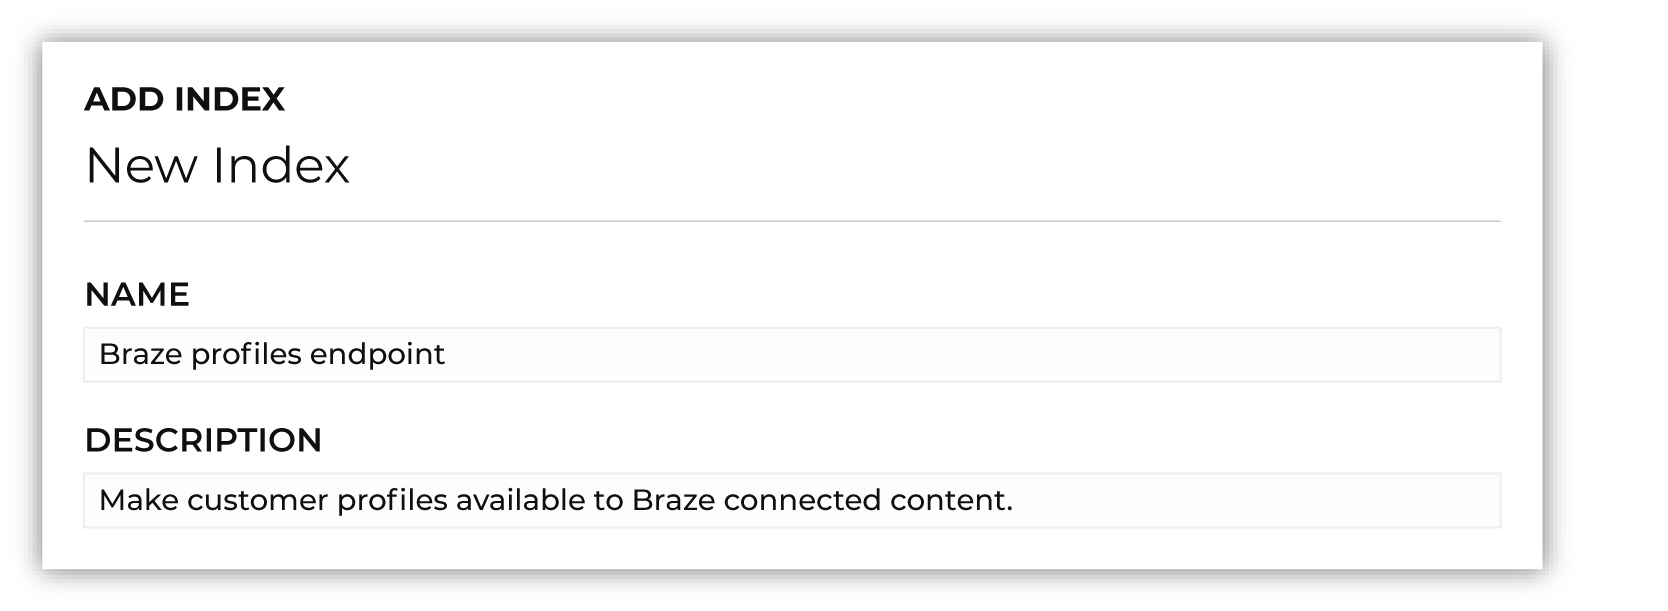 ADD INDEX
New Index
NAME
Braze profiles endpoint
DESCRIPTION
Make customer profiles available to Braze connected content.